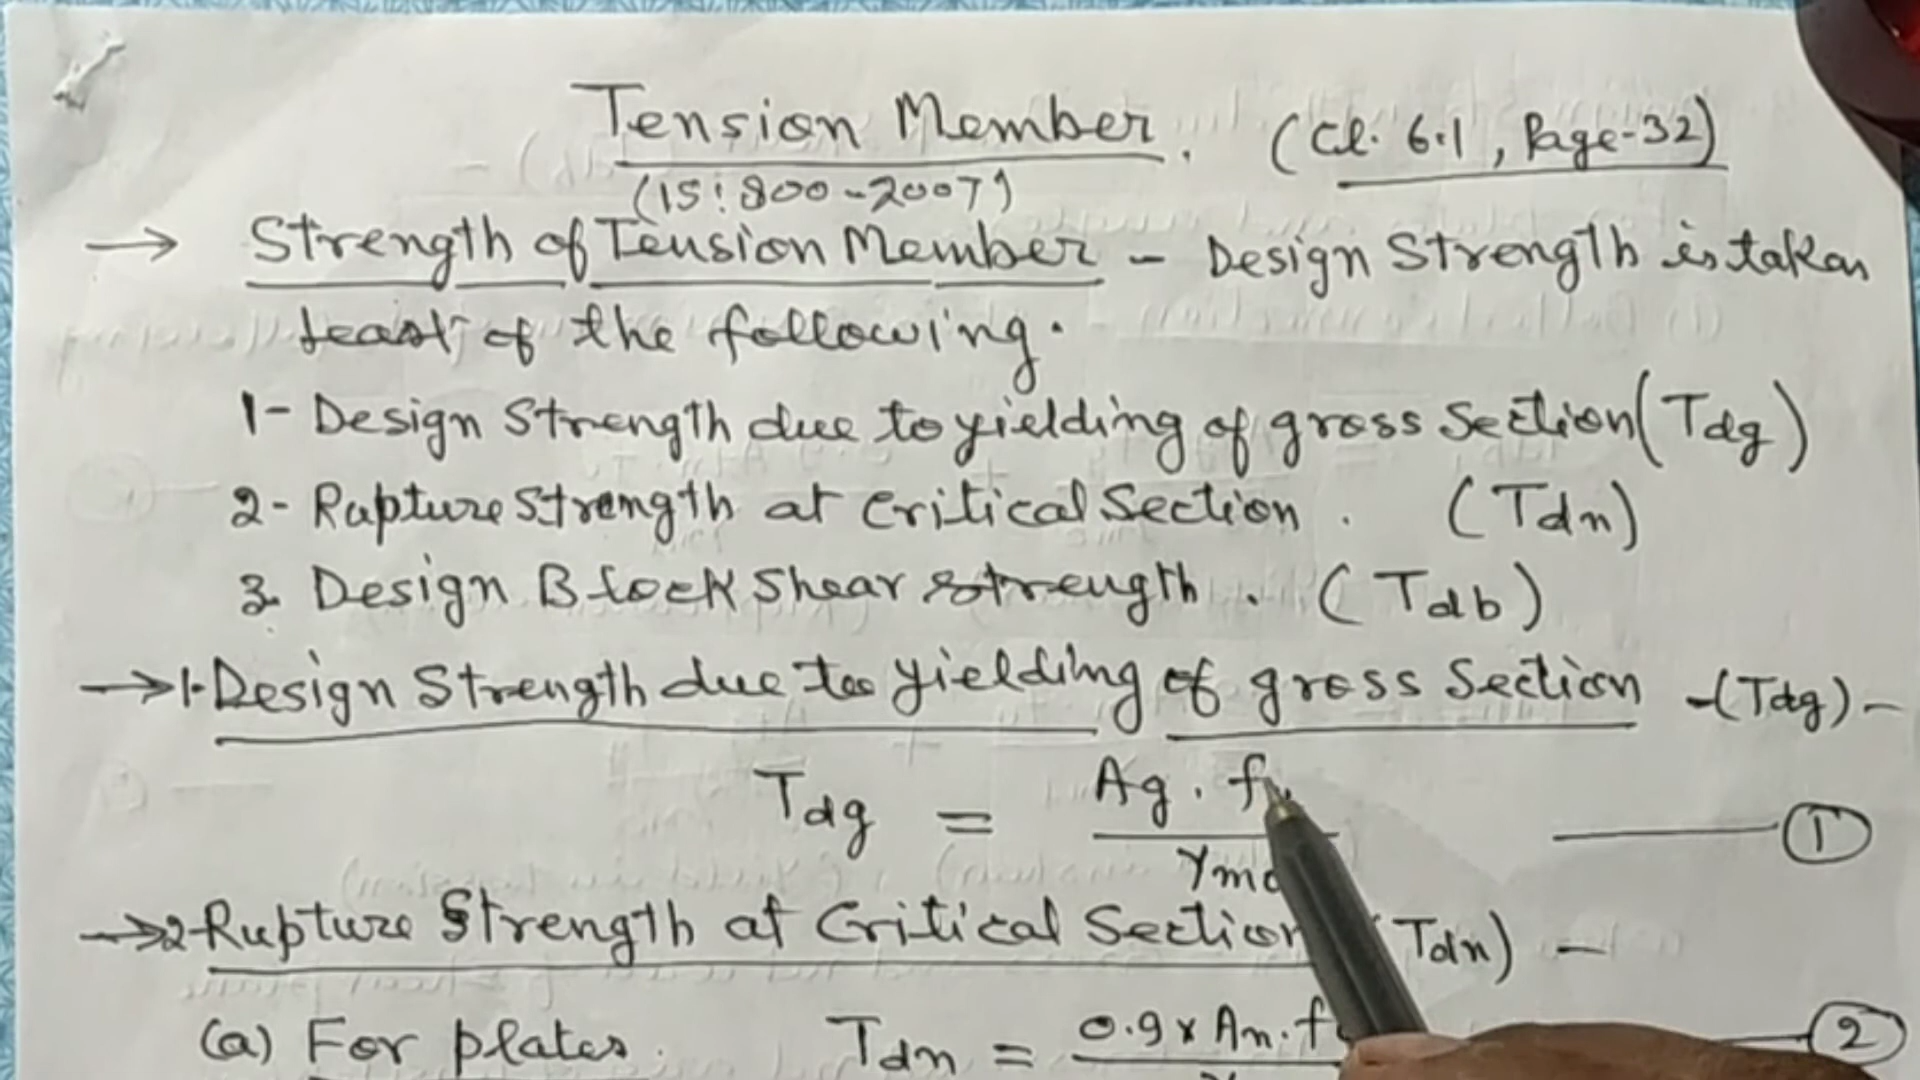 Tension Member. (Cl. 6.1, Page-32)
(IS: 800-2007)
→ Strength of Tension Member - Design Strength is taken
least of the following.
1- Design Strength due to yielding of gross Section (Tdg)
2- Rupture Strength at Critical Section. (Tdn)
3. Design Block Shear strength. (Tdb)
→ 1. Design Strength due to yielding of gross Section - (Tdg) -
Tdg = Ag . f
γm
1
→ 2- Rupture Strength at Critical Section (Tdn) -
(a) For plates. Tdn = 0.9 x An. f
2